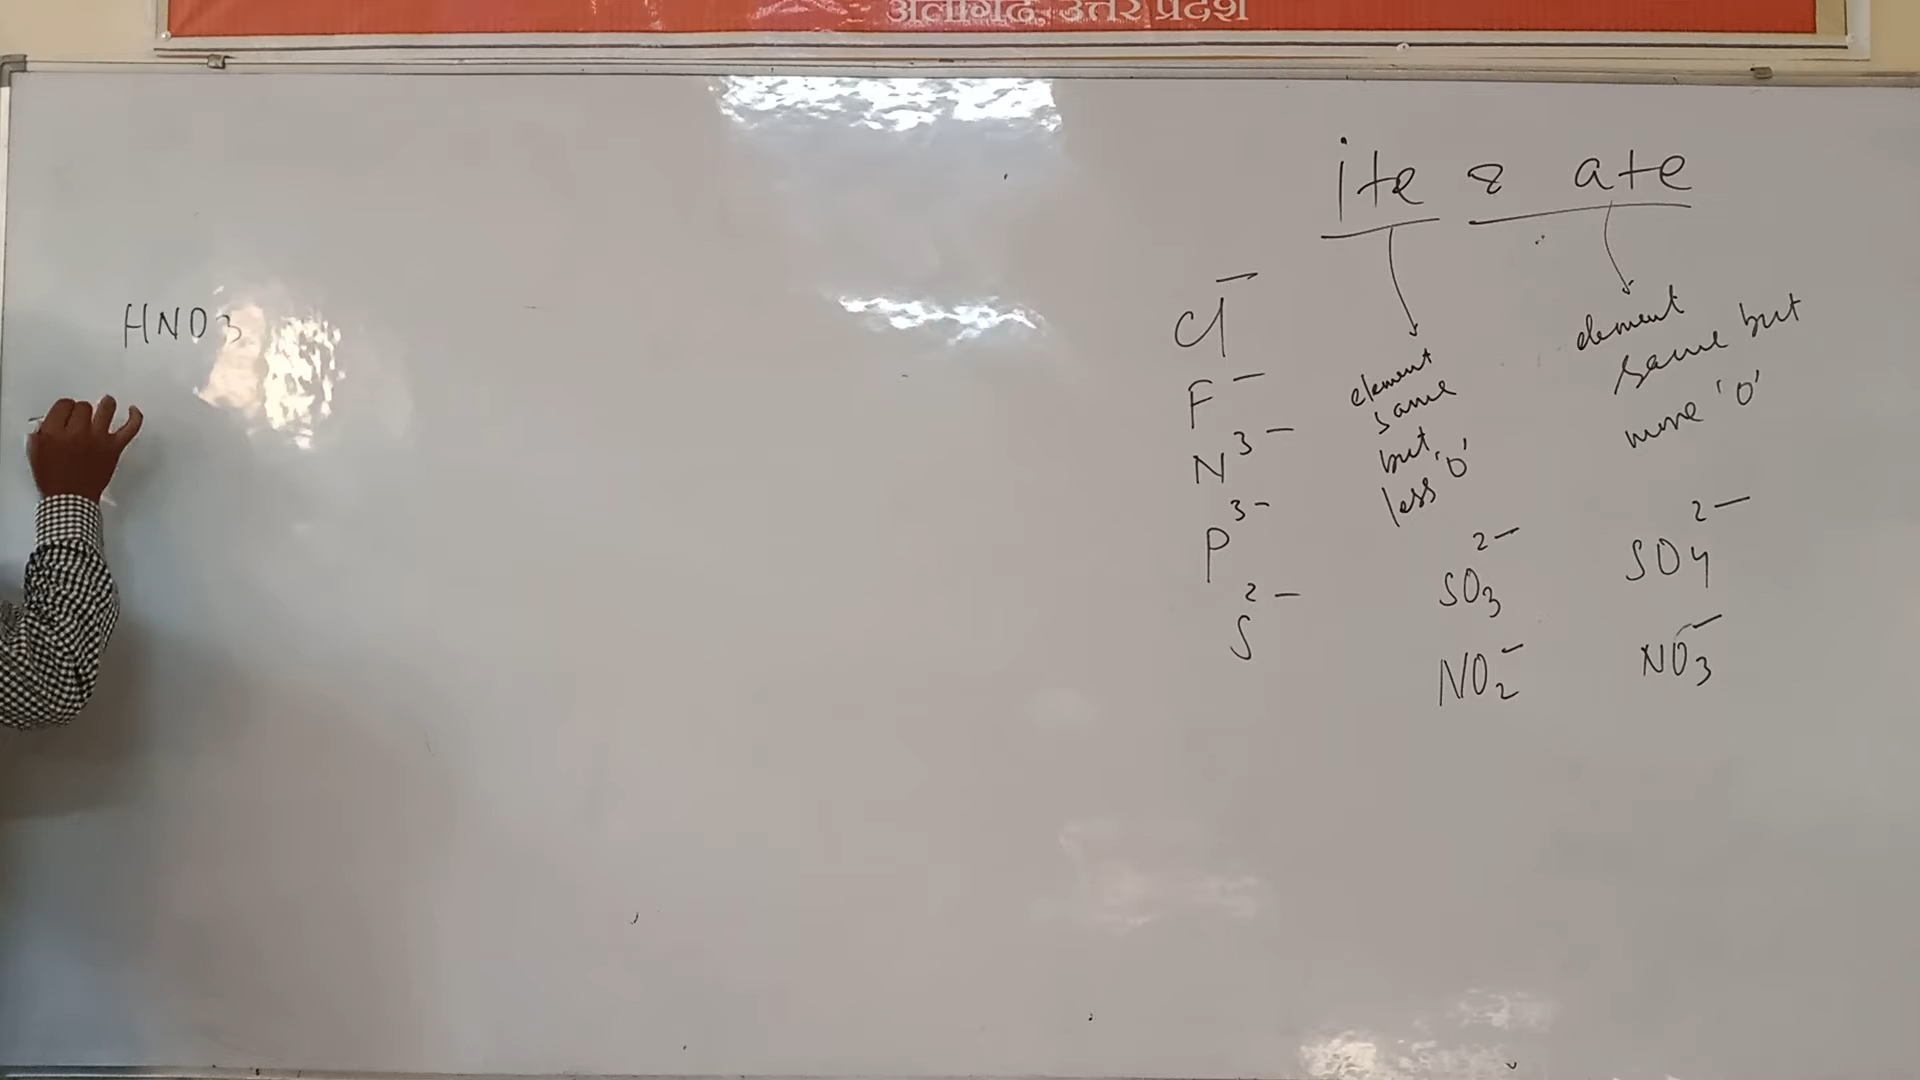 अलीगढ़, उत्तर प्रदेश
ite & ate
HNO3
Cl⁻
F⁻
N³⁻
P³⁻
S²⁻
element
same
but
less 'O'
element
same but
more 'O'
SO₃²⁻ SO₄²⁻
NO₂⁻ NO₃⁻